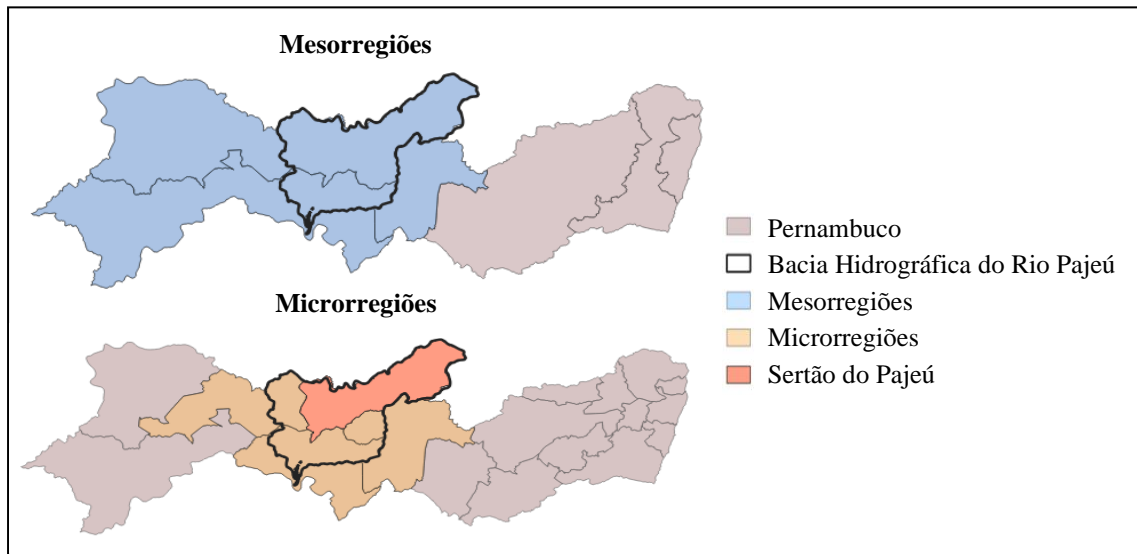 Mesorregiões
Pernambuco
Bacia Hidrográfica do Rio Pajeú
Mesorregiões
Microrregiões
Sertão do Pajeú
Microrregiões